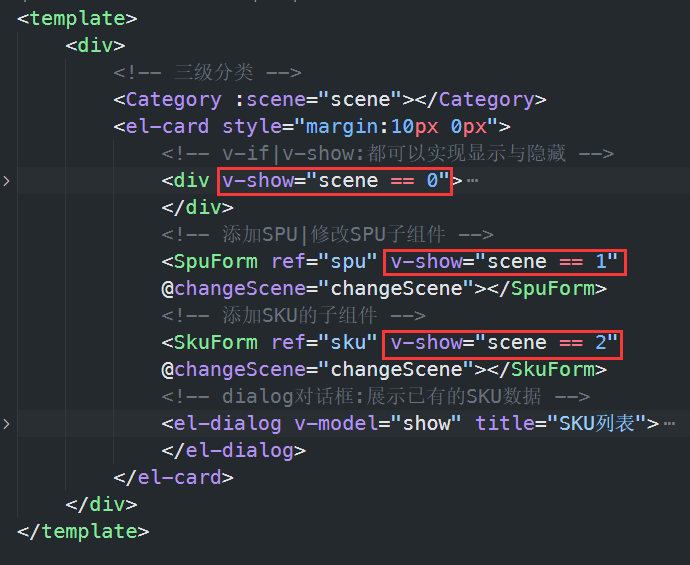 <template>
<div>
<!-- 三级分类 -->
<Category :scene="scene"></Category>
<el-card style="margin:10px 0px">
<!-- v-if|v-show:都可以实现显示与隐藏 -->
<div v-show="scene == 0">…
</div>
<!-- 添加SPU|修改SPU子组件 -->
<SpuForm ref="spu" v-show="scene == 1"
@changeScene="changeScene"></SpuForm>
<!-- 添加SKU的子组件 -->
<SkuForm ref="sku" v-show="scene == 2"
@changeScene="changeScene"></SkuForm>
<!-- dialog对话框:展示已有的SKU数据 -->
<el-dialog v-model="show" title="SKU列表">…
</el-dialog>
</el-card>
</div>
</template>